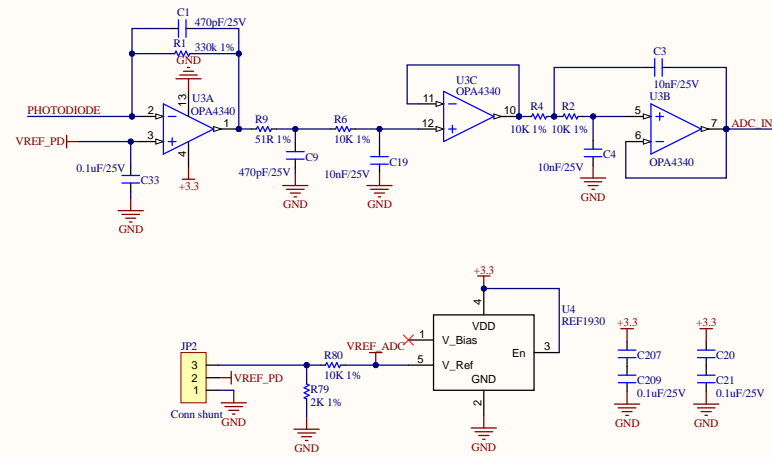 C1
470pF/25V
R1
330k 1%
GND
U3A
OPA4340
13
PHOTODIODE
2
1
VREF_PD
3
4
+3.3
0.1uF/25V
C33
GND
R9
51R 1%
R6
10K 1%
C9
470pF/25V
GND
C19
10nF/25V
GND
U3C
OPA4340
11
10
12
R4
10K 1%
R2
10K 1%
C3
10nF/25V
U3B
OPA4340
5
7
6
ADC_IN
C4
10nF/25V
GND
JP2
3
2
1
Conn shunt
VREF_PD
GND
R80
10K 1%
R79
2K 1%
GND
VREF_ADC
+3.3
U4
REF1930
4
VDD
1
V_Bias
5
V_Ref
En
3
GND
2
GND
+3.3
C207
C209
0.1uF/25V
GND
+3.3
C20
C21
0.1uF/25V
GND